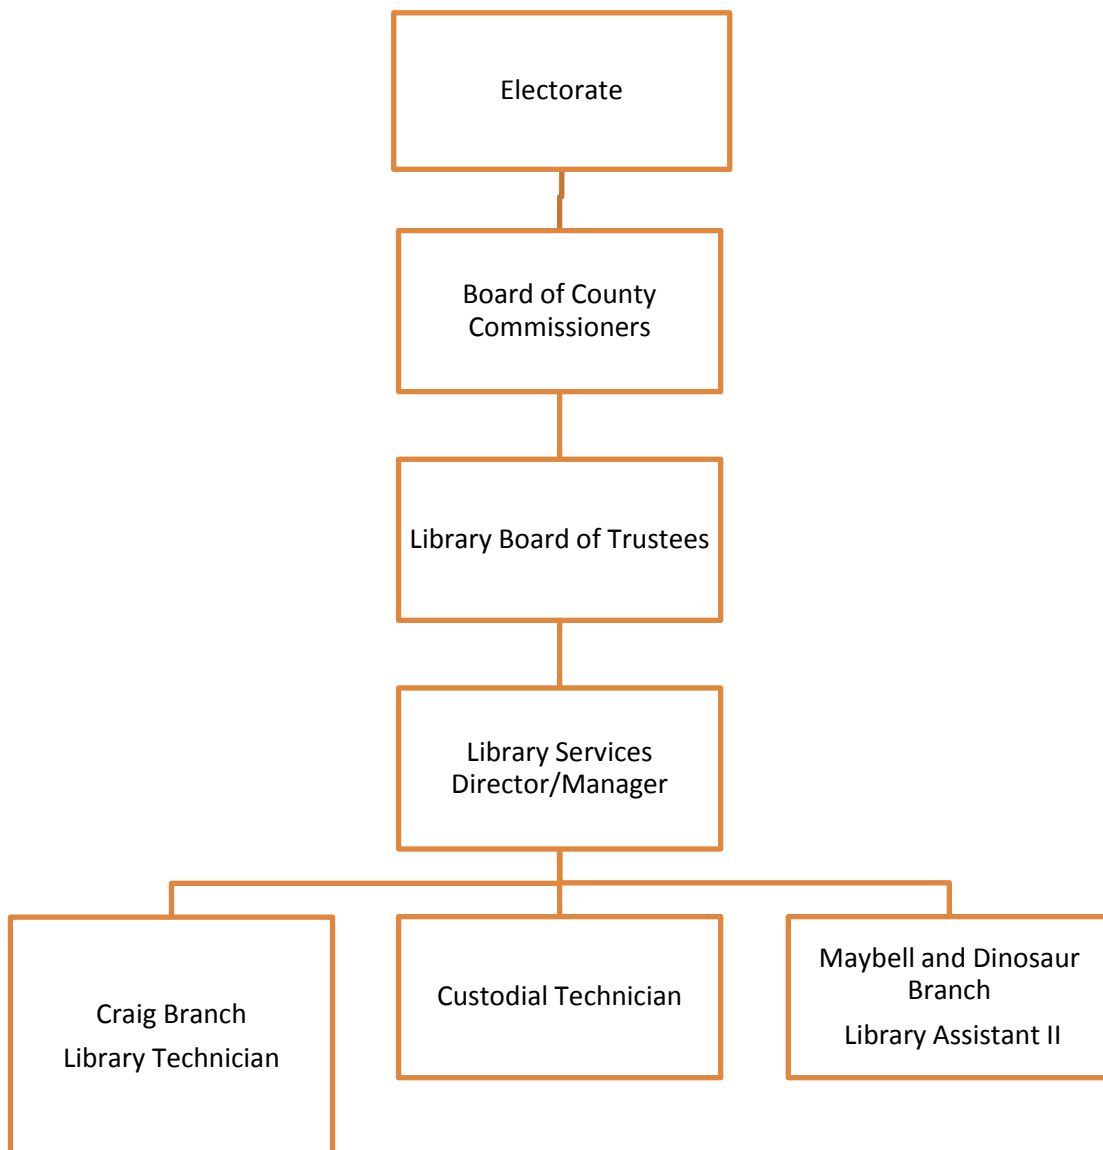 Electorate
Board of County
Commissioners
Library Board of Trustees
Library Services
Director/Manager
Craig Branch
Library Technician
Custodial Technician
Maybell and Dinosaur
Branch
Library Assistant II